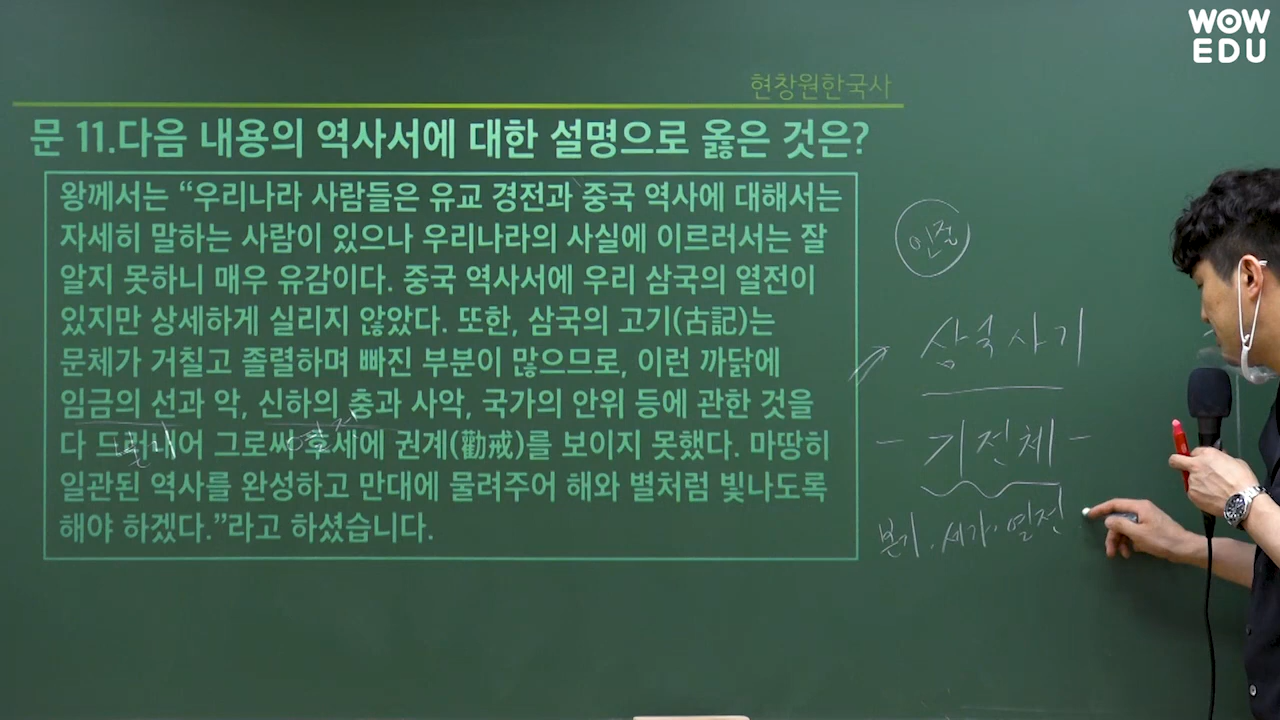 WOW
EDU
현창원한국사
문 11.다음 내용의 역사서에 대한 설명으로 옳은 것은?
왕께서는 “우리나라 사람들은 유교 경전과 중국 역사에 대해서는
자세히 말하는 사람이 있으나 우리나라의 사실에 이르러서는 잘
알지 못하니 매우 유감이다. 중국 역사서에 우리 삼국의 열전이
있지만 상세하게 실리지 않았다. 또한, 삼국의 고기(古記)는
문체가 거칠고 졸렬하며 빠진 부분이 많으므로, 이런 까닭에
임금의 선과 악, 신하의 충과 사악, 국가의 안위 등에 관한 것을
다 드러내어 그로써 후세에 권계(勸戒)를 보이지 못했다. 마땅히
일관된 역사를 완성하고 만대에 물려주어 해와 별처럼 빛나도록
해야 하겠다.”라고 하셨습니다.
본기
열전
인종
삼국사기
- 기전체 -
본기. 세가. 열전